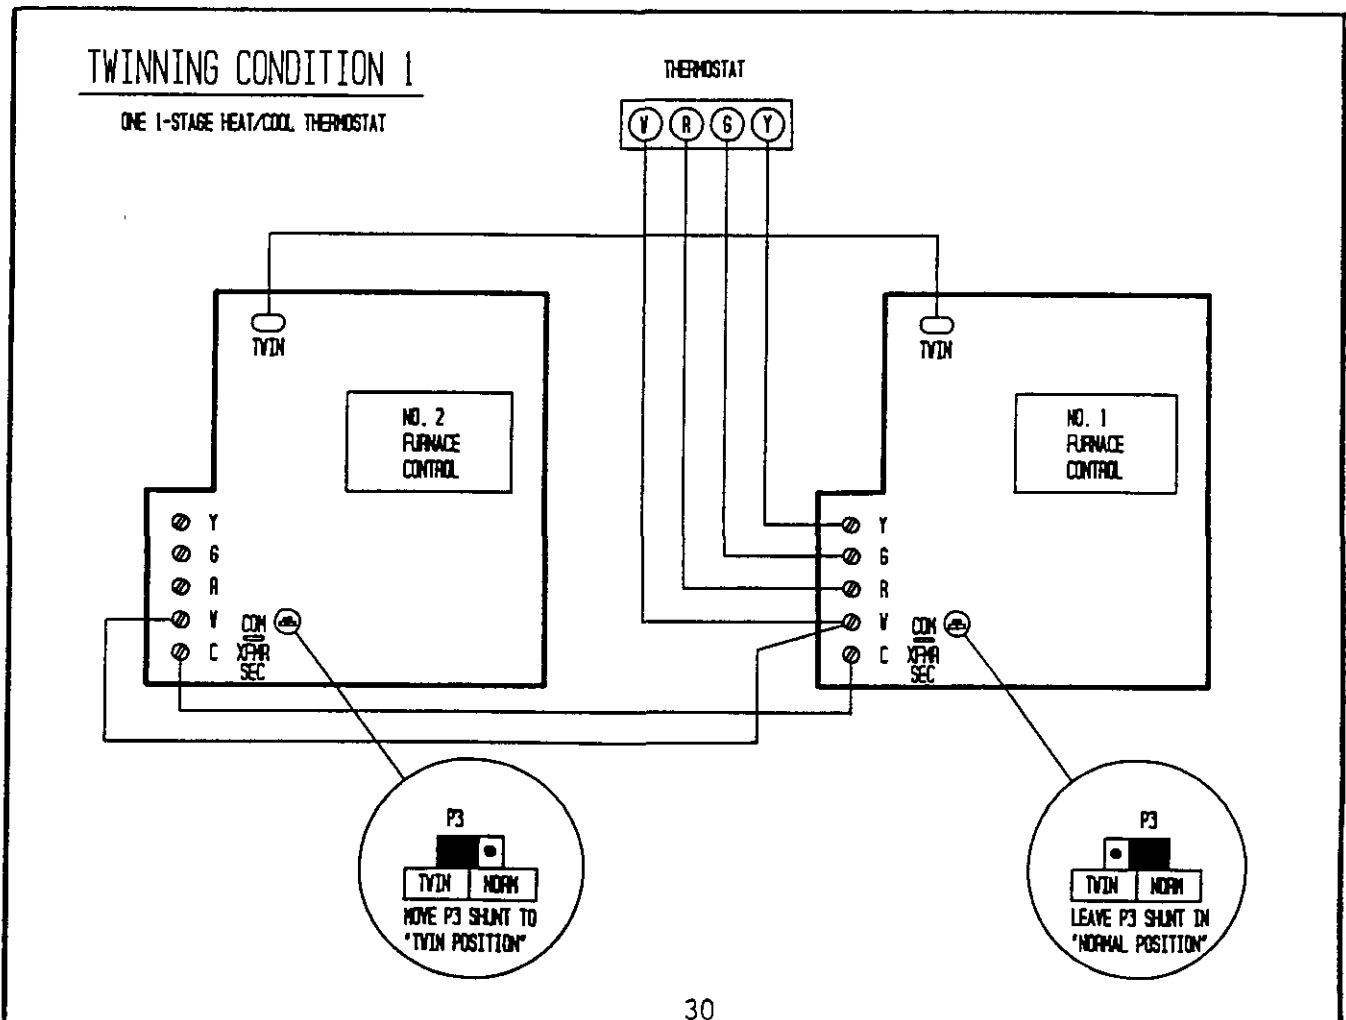 TWINNING CONDITION 1
ONE 1-STAGE HEAT/COOL THERMOSTAT
THERMOSTAT
W R G Y
TWIN
NO. 2
FURNACE
CONTROL
Y
G
R
W
C
COM
XFMR
SEC
TWIN
NO. 1
FURNACE
CONTROL
Y
G
R
W
C
COM
XFMR
SEC
P3
TWIN NORM
MOVE P3 SHUNT TO
"TWIN POSITION"
P3
TWIN NORM
LEAVE P3 SHUNT IN
"NORMAL POSITION"
30